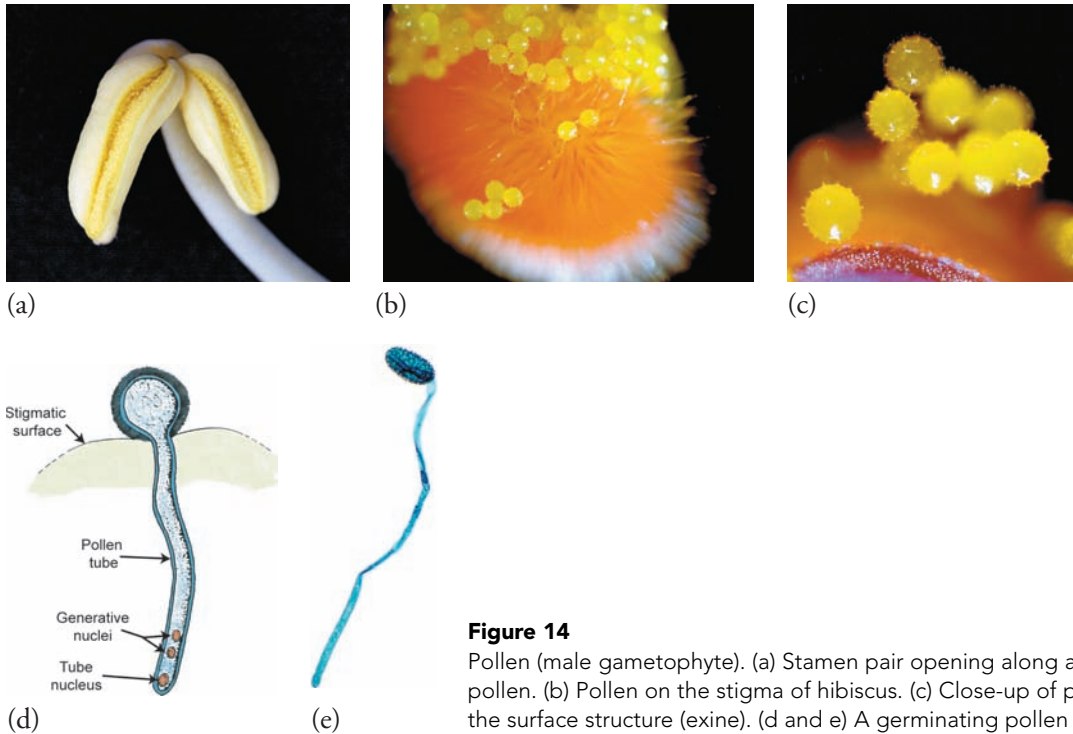 (a)
(b)
(c)
Stigmatic
surface
Pollen
tube
Generative
nuclei
Tube
nucleus
(d)
(e)
Figure 14
Pollen (male gametophyte). (a) Stamen pair opening along a
pollen. (b) Pollen on the stigma of hibiscus. (c) Close-up of p
the surface structure (exine). (d and e) A germinating pollen